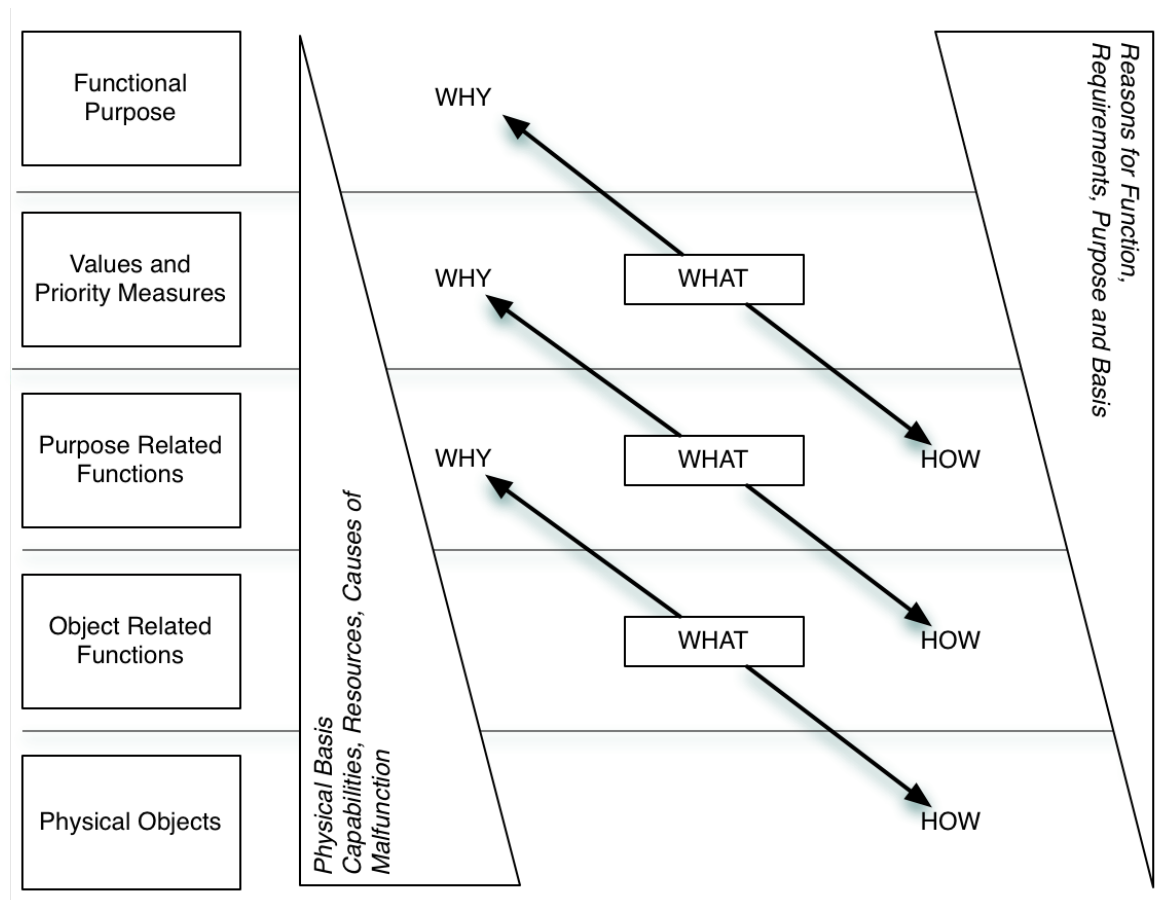 Functional
Purpose
WHY
Reasons for Function,
Requirements, Purpose and Basis
Values and
Priority Measures
WHY
WHAT
Purpose Related
Functions
WHY
WHAT
HOW
Object Related
Functions
WHAT
HOW
Physical Objects
Physical Basis
Capabilities, Resources, Causes of
Malfunction
HOW